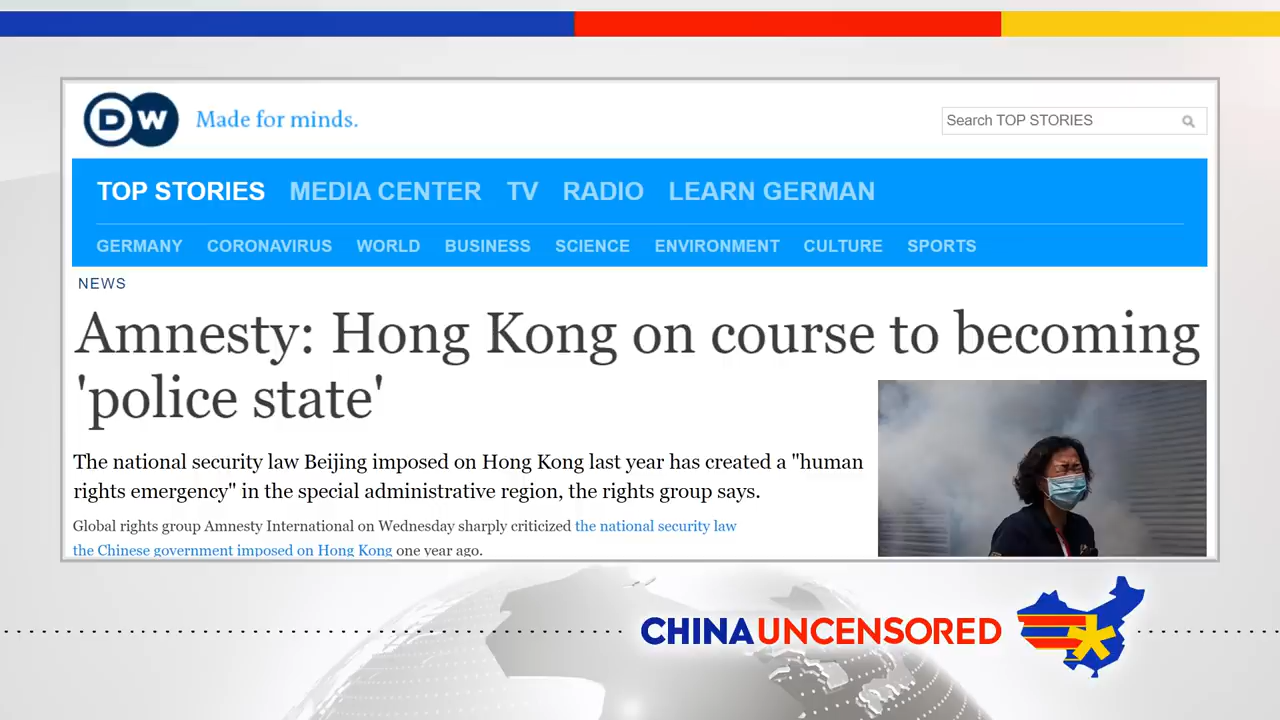 DW Made for minds.
Search TOP STORIES
TOP STORIES MEDIA CENTER TV RADIO LEARN GERMAN
GERMANY CORONAVIRUS WORLD BUSINESS SCIENCE ENVIRONMENT CULTURE SPORTS
NEWS
Amnesty: Hong Kong on course to becoming
'police state'
The national security law Beijing imposed on Hong Kong last year has created a "human
rights emergency" in the special administrative region, the rights group says.
Global rights group Amnesty International on Wednesday sharply criticized the national security law
the Chinese government imposed on Hong Kong one year ago.
CHINA UNCENSORED